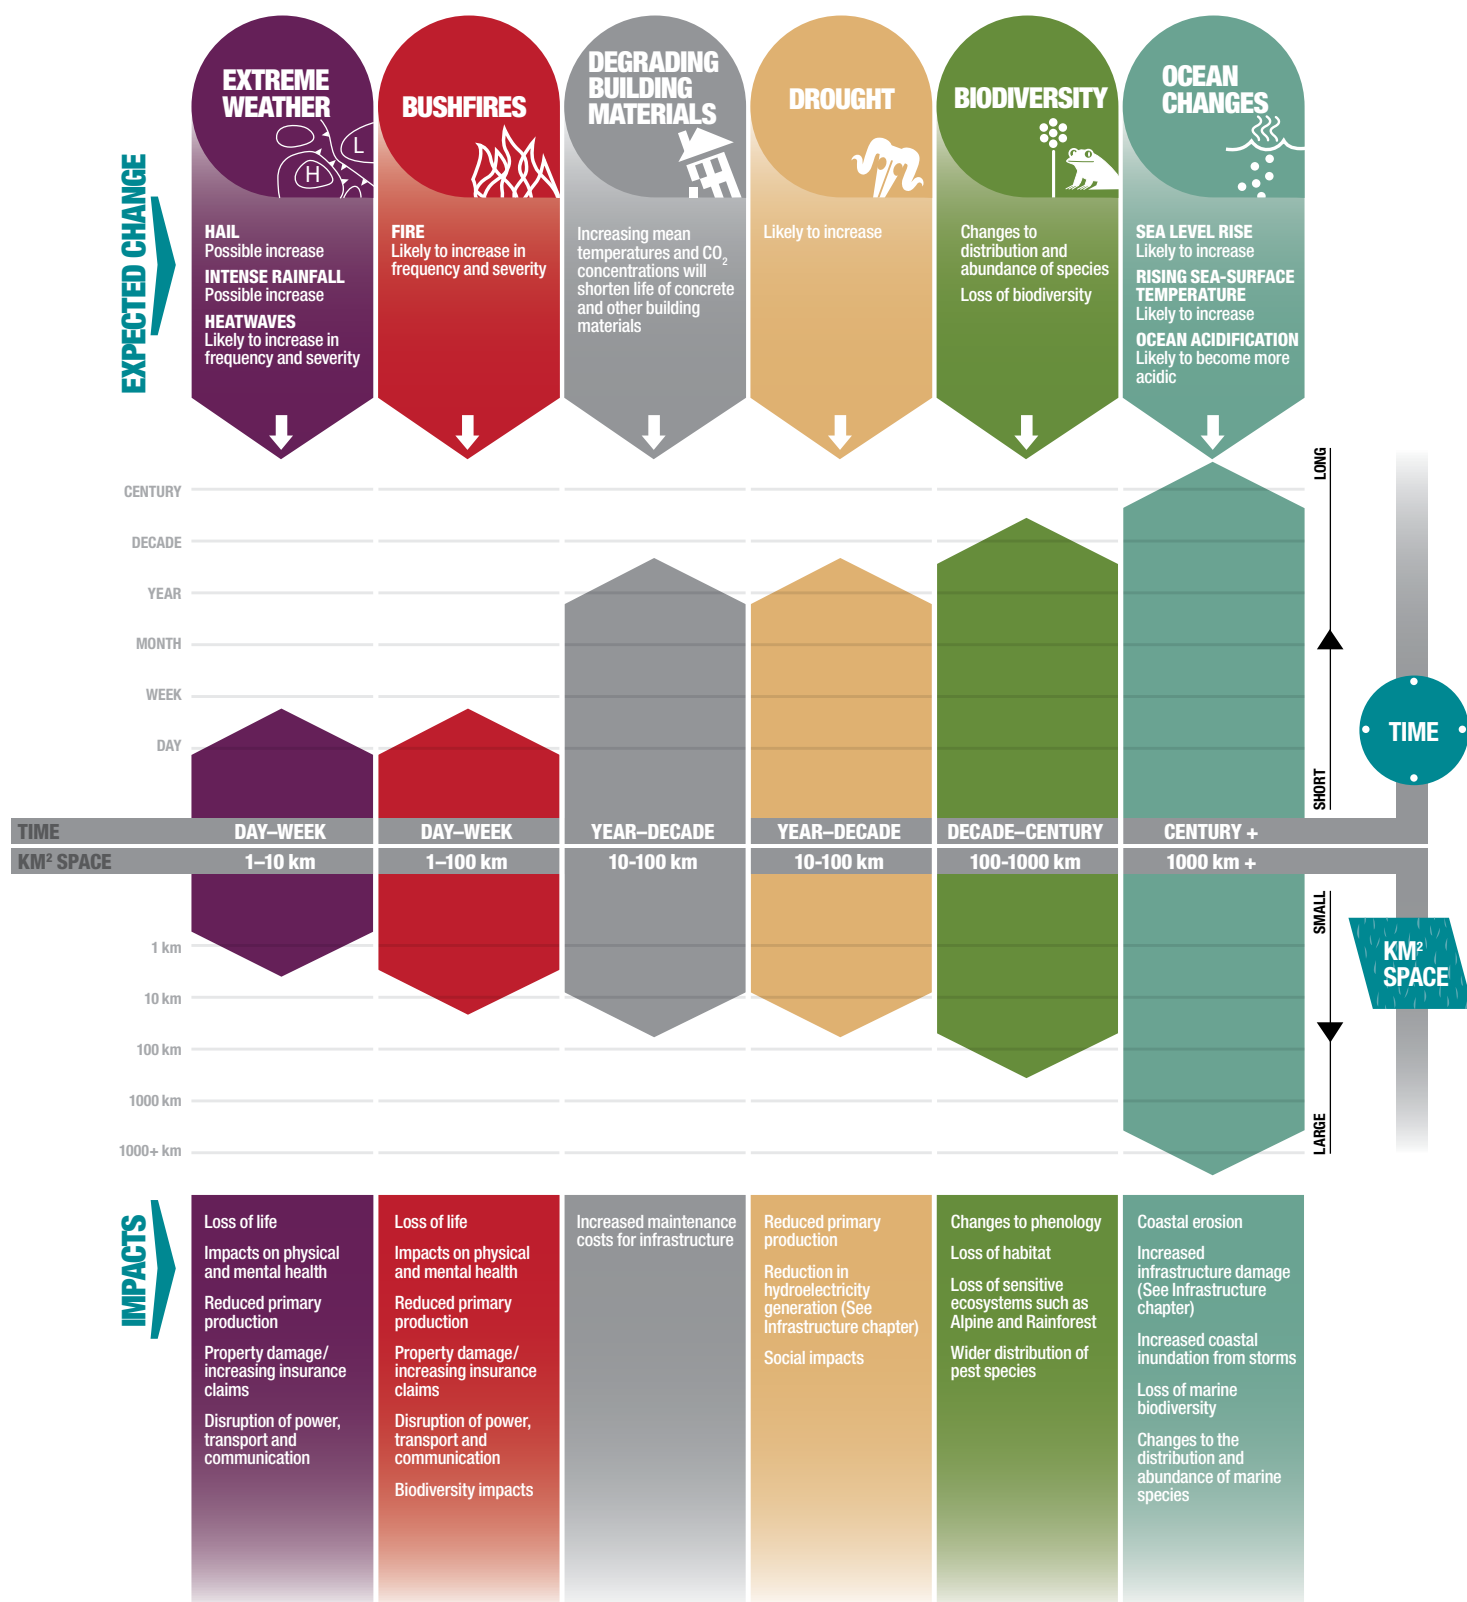 EXPECTED CHANGE
EXTREME
WEATHER
H
L
HAIL
Possible increase
INTENSE RAINFALL
Possible increase
HEATWAVES
Likely to increase in
frequency and severity
BUSHFIRES
FIRE
Likely to increase in
frequency and severity
DEGRADING
BUILDING
MATERIALS
Increasing mean
temperatures and CO₂
concentrations will
shorten life of concrete
and other building
materials
DROUGHT
Likely to increase
BIODIVERSITY
Changes to
distribution and
abundance of species
Loss of biodiversity
OCEAN
CHANGES
SEA LEVEL RISE
Likely to increase
RISING SEA-SURFACE
TEMPERATURE
Likely to increase
OCEAN ACIDIFICATION
Likely to become more
acidic
CENTURY
DECADE
YEAR
MONTH
WEEK
DAY
LONG
SHORT
TIME
TIME DAY–WEEK DAY–WEEK YEAR–DECADE YEAR–DECADE DECADE–CENTURY CENTURY +
KM² SPACE 1–10 km 1–100 km 10-100 km 10-100 km 100-1000 km 1000 km +
1 km
10 km
100 km
1000 km
1000+ km
SMALL
LARGE
KM²
SPACE
IMPACTS
Loss of life
Impacts on physical
and mental health
Reduced primary
production
Property damage/
increasing insurance
claims
Disruption of power,
transport and
communication
Loss of life
Impacts on physical
and mental health
Reduced primary
production
Property damage/
increasing insurance
claims
Disruption of power,
transport and
communication
Biodiversity impacts
Increased maintenance
costs for infrastructure
Reduced primary
production
Reduction in
hydroelectricity
generation (See
Infrastructure chapter)
Social impacts
Changes to phenology
Loss of habitat
Loss of sensitive
ecosystems such as
Alpine and Rainforest
Wider distribution of
pest species
Coastal erosion
Increased
infrastructure damage
(See Infrastructure
chapter)
Increased coastal
inundation from storms
Loss of marine
biodiversity
Changes to the
distribution and
abundance of marine
species